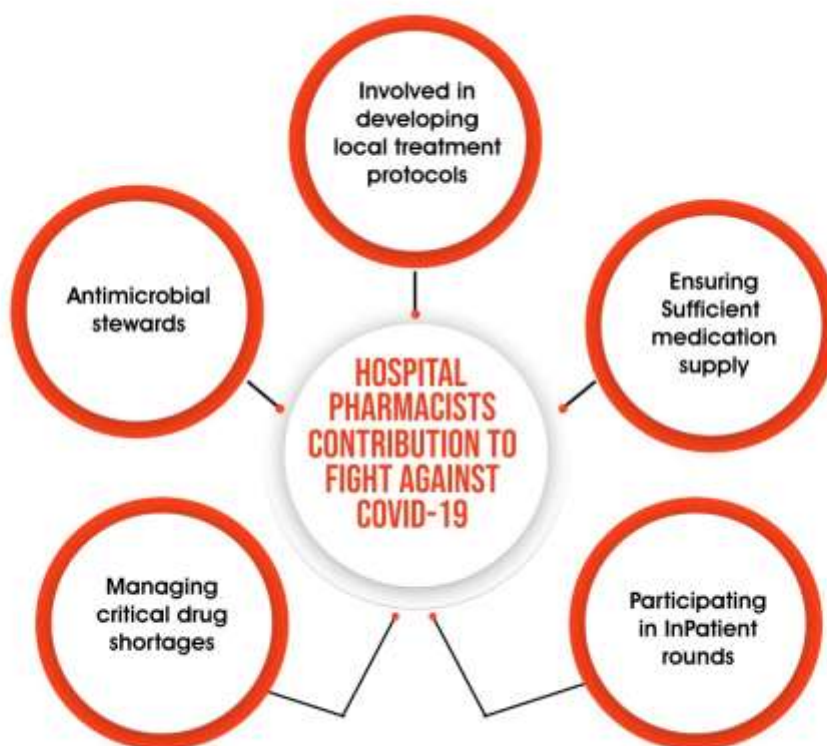 Involved in
developing
local treatment
protocols
Antimicrobial
stewards
Ensuring
Sufficient
medication
supply
HOSPITAL
PHARMACISTS
CONTRIBUTION TO
FIGHT AGAINST
COVID-19
Managing
critical drug
shortages
Participating
in InPatient
rounds